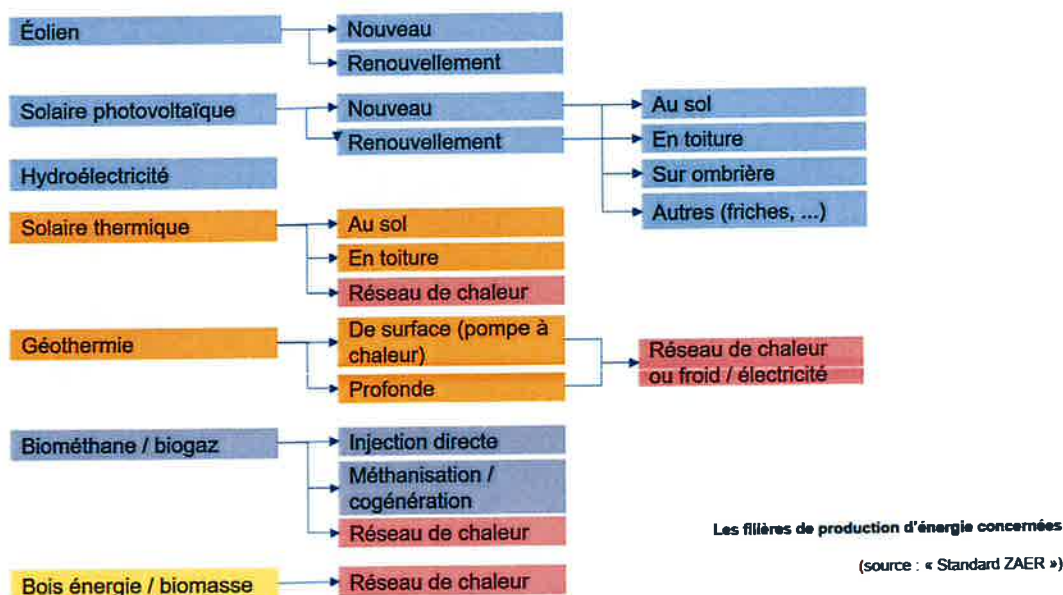 Éolien
Nouveau
Renouvellement
Solaire photovoltaïque
Nouveau
Au sol
Renouvellement
En toiture
Hydroélectricité
Sur ombrière
Autres (friches, ...)
Solaire thermique
Au sol
En toiture
Réseau de chaleur
Géothermie
De surface (pompe à
chaleur)
Profonde
Réseau de chaleur
ou froid / électricité
Biométhane / biogaz
Injection directe
Méthanisation /
cogénération
Réseau de chaleur
Bois énergie / biomasse
Réseau de chaleur
Les filières de production d'énergie concernées
(source : « Standard ZAER »)